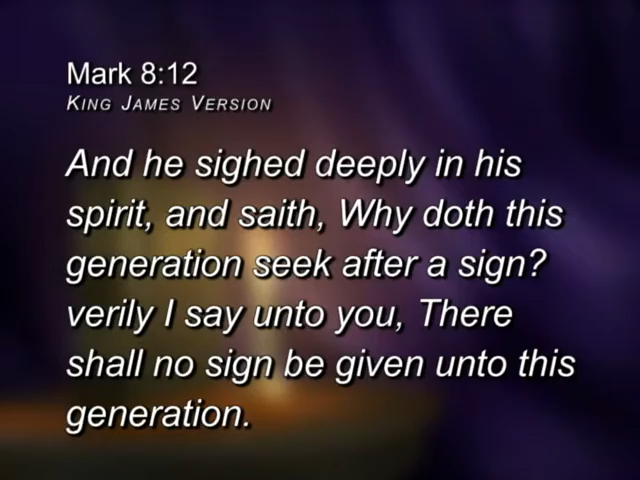 Mark 8:12
King James Version
And he sighed deeply in his
spirit, and saith, Why doth this
generation seek after a sign?
verily I say unto you, There
shall no sign be given unto this
generation.